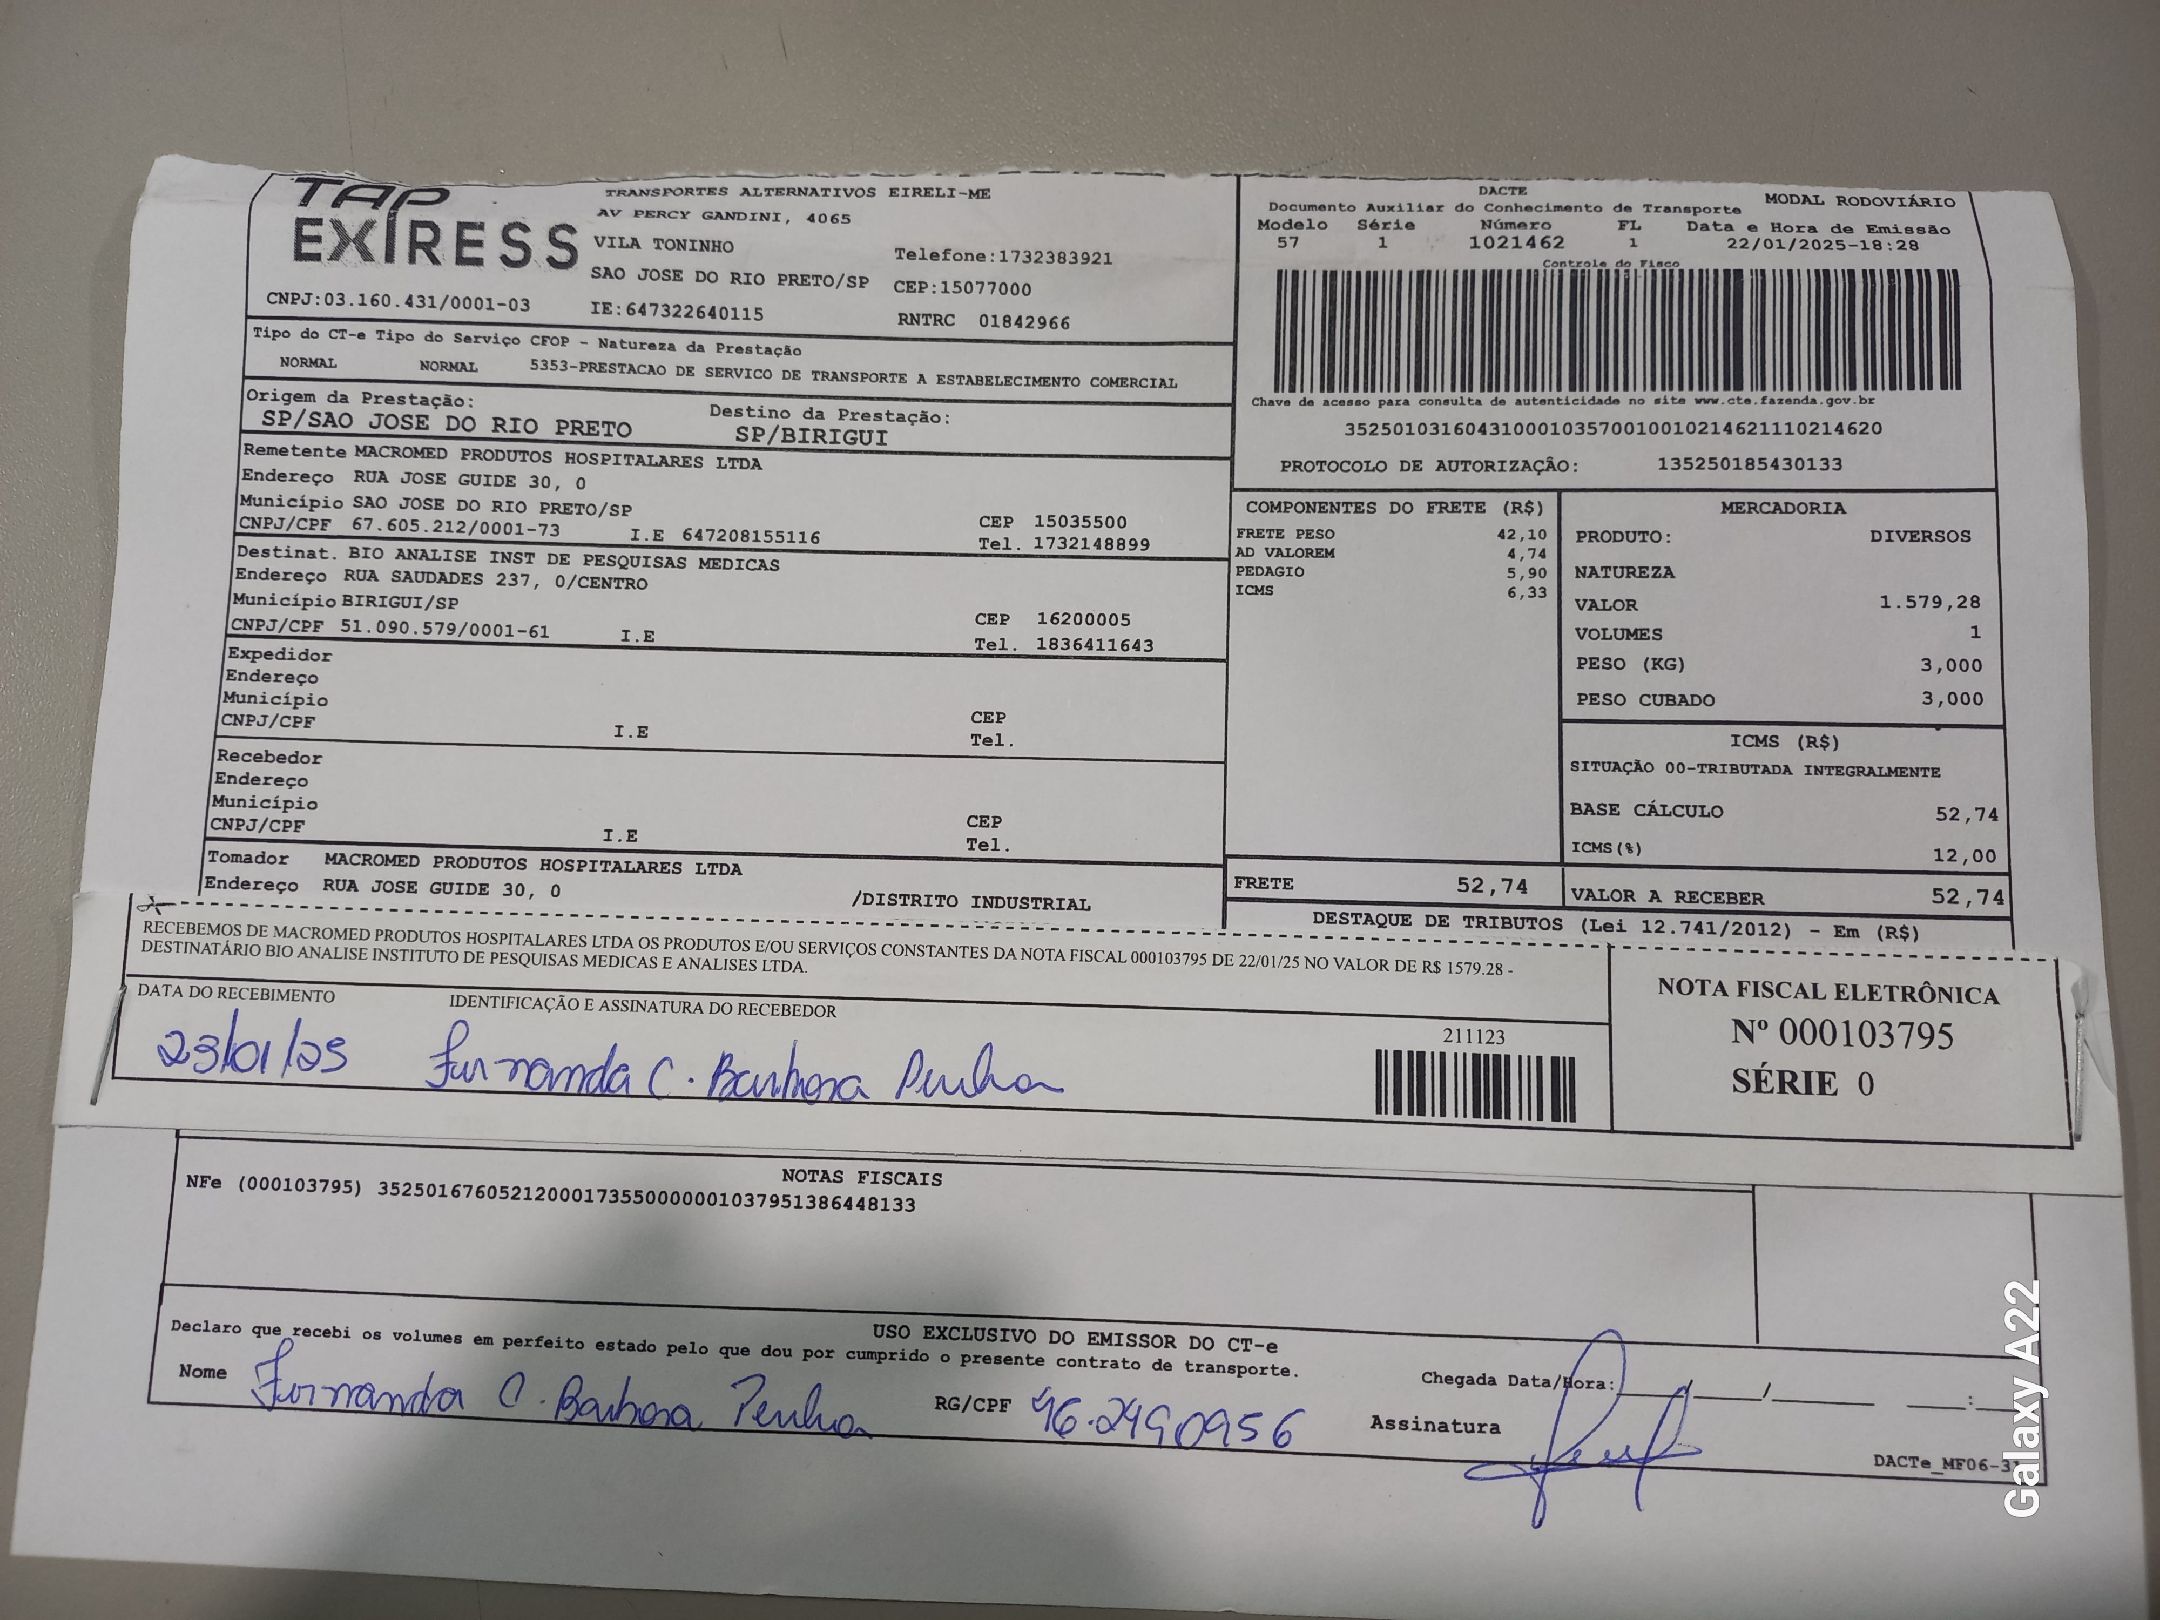 TAP
EXPRESS
TRANSPORTES ALTERNATIVOS EIRELI-ME
AV PERCY GANDINI, 4065
VILA TONINHO
Telefone:1732383921
SAO JOSE DO RIO PRETO/SP CEP:15077000
CNPJ:03.160.431/0001-03 IE:647322640115 RNTRC 01842966
Tipo do CT-e Tipo do Serviço CFOP - Natureza da Prestação
NORMAL NORMAL 5353-PRESTACAO DE SERVICO DE TRANSPORTE A ESTABELECIMENTO COMERCIAL
Origem da Prestação: Destino da Prestação:
SP/SAO JOSE DO RIO PRETO SP/BIRIGUI
Remetente MACROMED PRODUTOS HOSPITALARES LTDA
Endereço RUA JOSE GUIDE 30, 0
Município SAO JOSE DO RIO PRETO/SP CEP 15035500
CNPJ/CPF 67.605.212/0001-73 I.E 647208155116 Tel. 1732148899
Destinat. BIO ANALISE INST DE PESQUISAS MEDICAS
Endereço RUA SAUDADES 237, 0/CENTRO
Município BIRIGUI/SP CEP 16200005
CNPJ/CPF 51.090.579/0001-61 I.E Tel. 1836411643
Expedidor
Endereço
Município CEP
CNPJ/CPF I.E Tel.
Recebedor
Endereço
Município CEP
CNPJ/CPF I.E Tel.
Tomador MACROMED PRODUTOS HOSPITALARES LTDA
Endereço RUA JOSE GUIDE 30, 0 /DISTRITO INDUSTRIAL
DACTE MODAL RODOVIÁRIO
Documento Auxiliar do Conhecimento de Transporte
Modelo Série Número FL Data e Hora de Emissão
57 1 1021462 1 22/01/2025-18:28
Controle do Fisco
Chave de acesso para consulta de autenticidade no site www.cte.fazenda.gov.br
35250103160431000103570010010214621110214620
PROTOCOLO DE AUTORIZAÇÃO: 135250185430133
COMPONENTES DO FRETE (R$)
FRETE PESO 42,10
AD VALOREM 4,74
PEDAGIO 5,90
ICMS 6,33
MERCADORIA
PRODUTO: DIVERSOS
NATUREZA
VALOR 1.579,28
VOLUMES 1
PESO (KG) 3,000
PESO CUBADO 3,000
ICMS (R$)
SITUAÇÃO 00-TRIBUTADA INTEGRALMENTE
BASE CÁLCULO 52,74
ICMS(%) 12,00
FRETE 52,74 VALOR A RECEBER 52,74
DESTAQUE DE TRIBUTOS (Lei 12.741/2012) - Em (R$)
RECEBEMOS DE MACROMED PRODUTOS HOSPITALARES LTDA OS PRODUTOS E/OU SERVIÇOS CONSTANTES DA NOTA FISCAL 000103795 DE 22/01/25 NO VALOR DE R$ 1579.28 -
DESTINATÁRIO BIO ANALISE INSTITUTO DE PESQUISAS MEDICAS E ANALISES LTDA.
DATA DO RECEBIMENTO IDENTIFICAÇÃO E ASSINATURA DO RECEBEDOR
23/01/25 Fernanda C. Barbosa Penha
211123
NOTA FISCAL ELETRÔNICA
Nº 000103795
SÉRIE 0
NOTAS FISCAIS
NFe (000103795) 35250167605212000173550000001037951386448133
USO EXCLUSIVO DO EMISSOR DO CT-e
Declaro que recebi os volumes em perfeito estado pelo que dou por cumprido o presente contrato de transporte.
Nome Fernanda C. Barbosa Penha RG/CPF 46.2490956
Chegada Data/Hora: / / :
Assinatura
DACTe_MF06-3
Galaxy A22